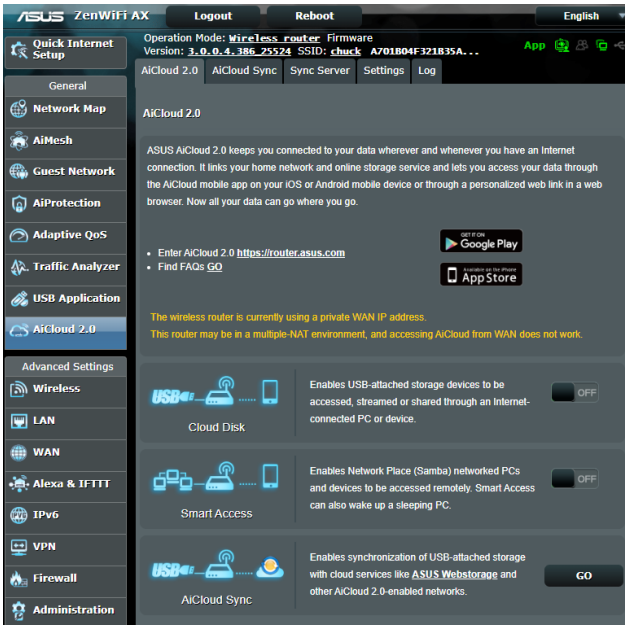 ASUS ZenWiFi AX Logout Reboot English
Quick Internet Setup
Operation Mode: Wireless router Firmware
Version: 3.0.0.4.386_25524 SSID: chuck A701B04F321B35A...
App
AiCloud 2.0 AiCloud Sync Sync Server Settings Log
General
Network Map
AiMesh
Guest Network
AiProtection
Adaptive QoS
Traffic Analyzer
USB Application
AiCloud 2.0
Advanced Settings
Wireless
LAN
WAN
Alexa & IFTTT
IPv6
VPN
Firewall
Administration
AiCloud 2.0
ASUS AiCloud 2.0 keeps you connected to your data wherever and whenever you have an Internet
connection. It links your home network and online storage service and lets you access your data through
the AiCloud mobile app on your iOS or Android mobile device or through a personalized web link in a web
browser. Now all your data can go where you go.
• Enter AiCloud 2.0 https://router.asus.com
• Find FAQs GO
GET IT ON
Google Play
Available on the iPhone
App Store
The wireless router is currently using a private WAN IP address.
This router may be in a multiple-NAT environment, and accessing AiCloud from WAN does not work.
USB
Cloud Disk
Enables USB-attached storage devices to be
accessed, streamed or shared through an Internet-
connected PC or device.
OFF
Smart Access
Enables Network Place (Samba) networked PCs
and devices to be accessed remotely. Smart Access
can also wake up a sleeping PC.
OFF
USB
AiCloud Sync
Enables synchronization of USB-attached storage
with cloud services like ASUS Webstorage and
other AiCloud 2.0-enabled networks.
GO